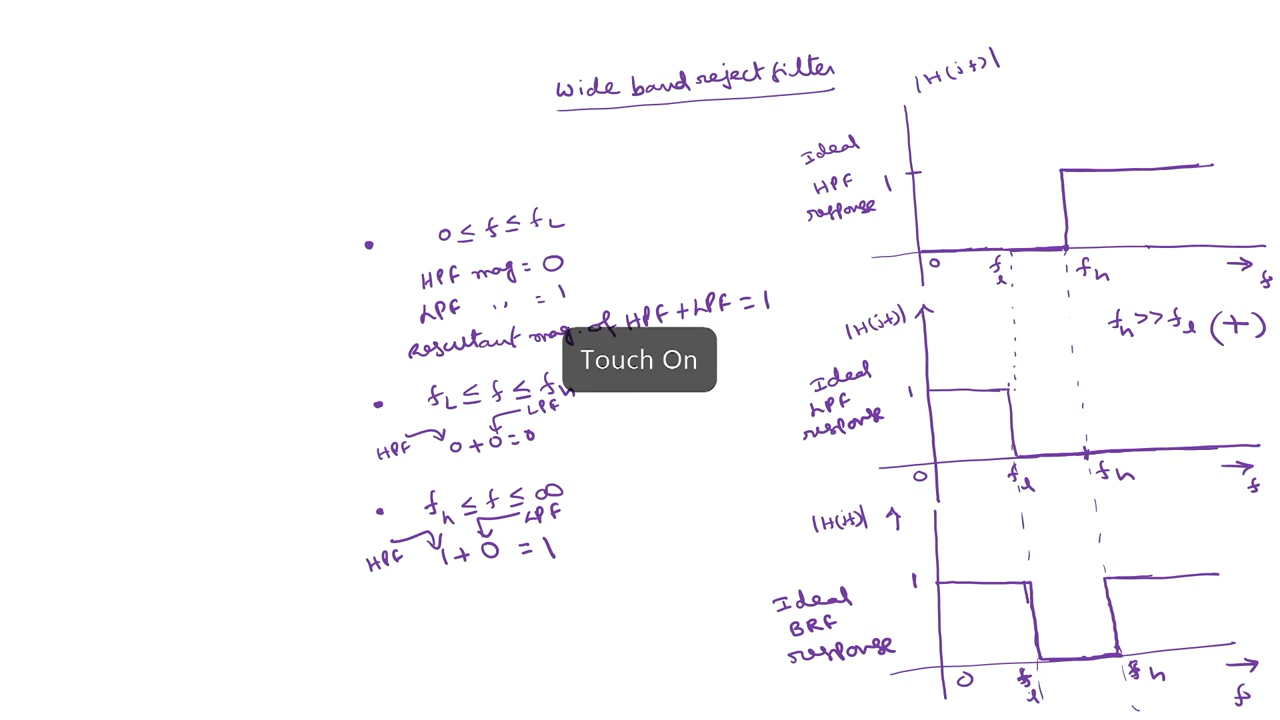 Wide band reject filter
0 ≤ f ≤ fL
HPF mag = 0
LPF ,, = 1
Resultant mag. of HPF + LPF = 1
Touch On
fL ≤ f ≤ fh
LPF
HPF 0 + 0 = 0
fh ≤ f ≤ ∞
LPF
HPF 1 + 0 = 1
|H(jf)|
Ideal
HPF 1
response
0 fl fh → f
fh >> fl (+)
|H(jf)|
Ideal
LPF 1
response
0 fl fh → f
|H(jf)|
1
Ideal
BRF
response
0 fl fh → f